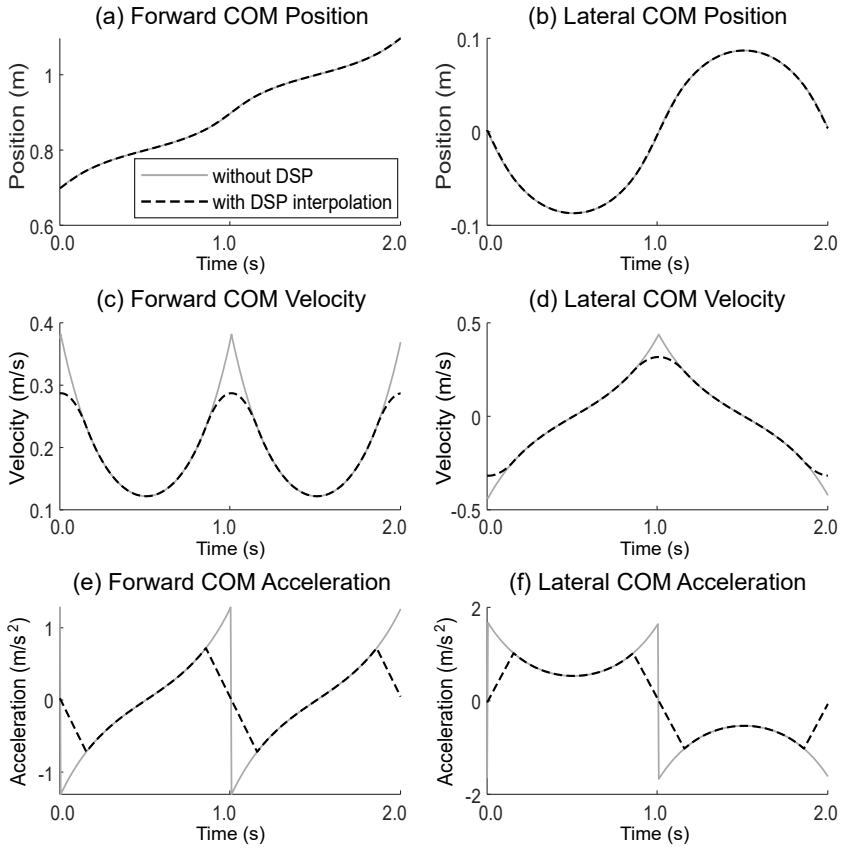 (a) Forward COM Position
Position (m)
1
0.8
0.6
without DSP
with DSP interpolation
0.0 1.0 2.0
Time (s)
(b) Lateral COM Position
Position (m)
0.1
0
-0.1
0.0 1.0 2.0
Time (s)
(c) Forward COM Velocity
Velocity (m/s)
0.4
0.3
0.2
0.1
0.0 1.0 2.0
Time (s)
(d) Lateral COM Velocity
Velocity (m/s)
0.5
0
-0.5
0.0 1.0 2.0
Time (s)
(e) Forward COM Acceleration
Acceleration (m/s²)
1
0
-1
0.0 1.0 2.0
Time (s)
(f) Lateral COM Acceleration
Acceleration (m/s²)
2
0
-2
0.0 1.0 2.0
Time (s)